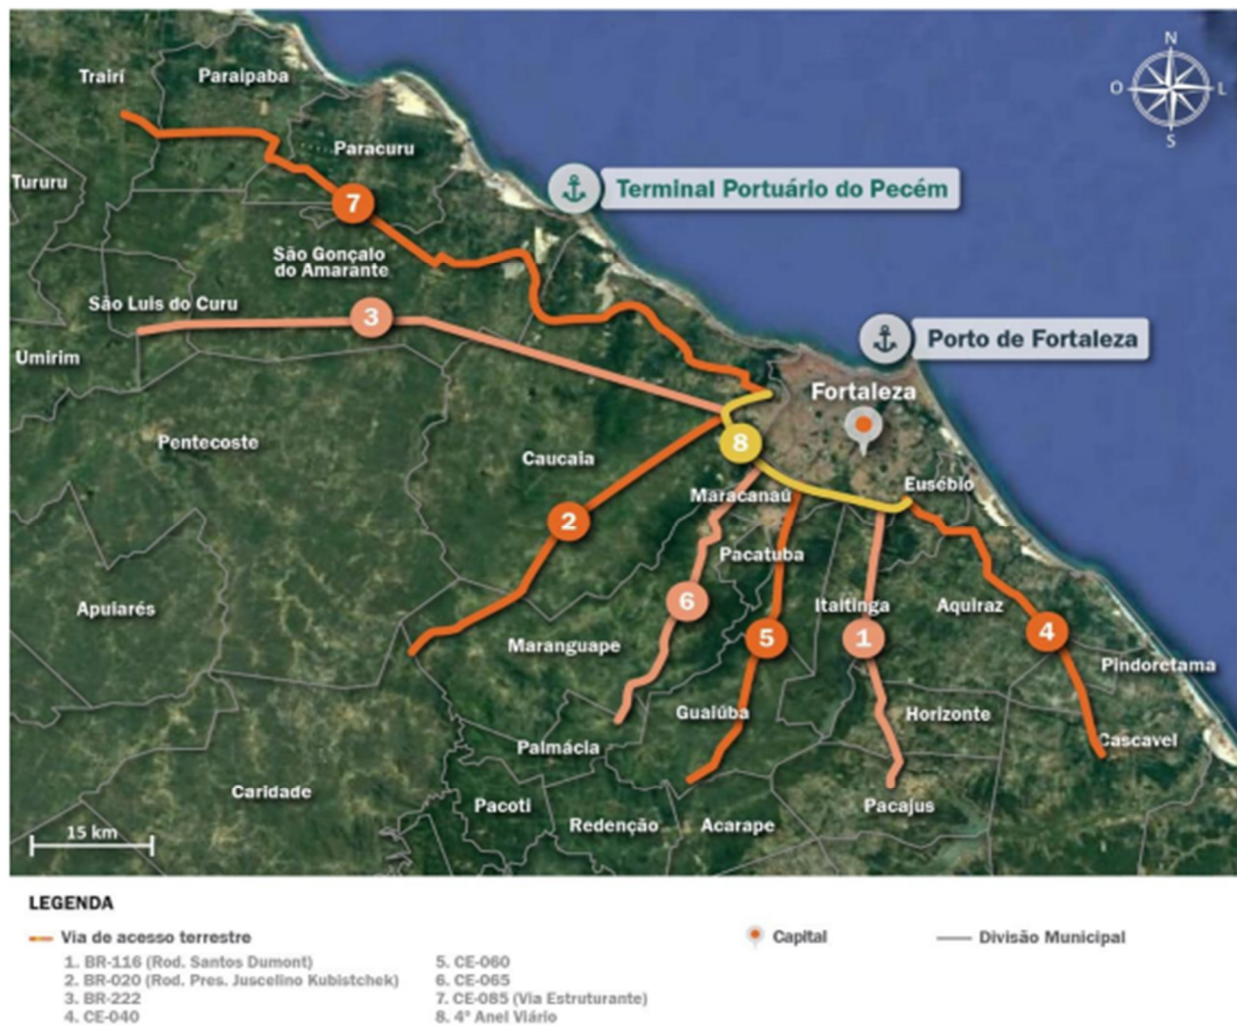 N
O
L
S
Trairí
Paraipaba
Paracuru
Tururu
Terminal Portuário do Pecém
7
São Gonçalo
do Amarante
São Luis do Curu
3
Umirim
Porto de Fortaleza
Fortaleza
Pentecoste
Caucaia
8
Eusébio
Maracanaú
2
Pacatuba
Apuiarés
6
Itaitinga
Aquiraz
Maranguape
5
1
4
Pindoretama
Guaiúba
Horizonte
Palmácia
Cascavel
Caridade
Pacoti
Redenção
Acarape
Pacajus
15 km
LEGENDA
Via de acesso terrestre
1. BR-116 (Rod. Santos Dumont)
2. BR-020 (Rod. Pres. Juscelino Kubistchek)
3. BR-222
4. CE-040
5. CE-060
6. CE-065
7. CE-085 (Via Estruturante)
8. 4º Anel Viário
Capital
Divisão Municipal